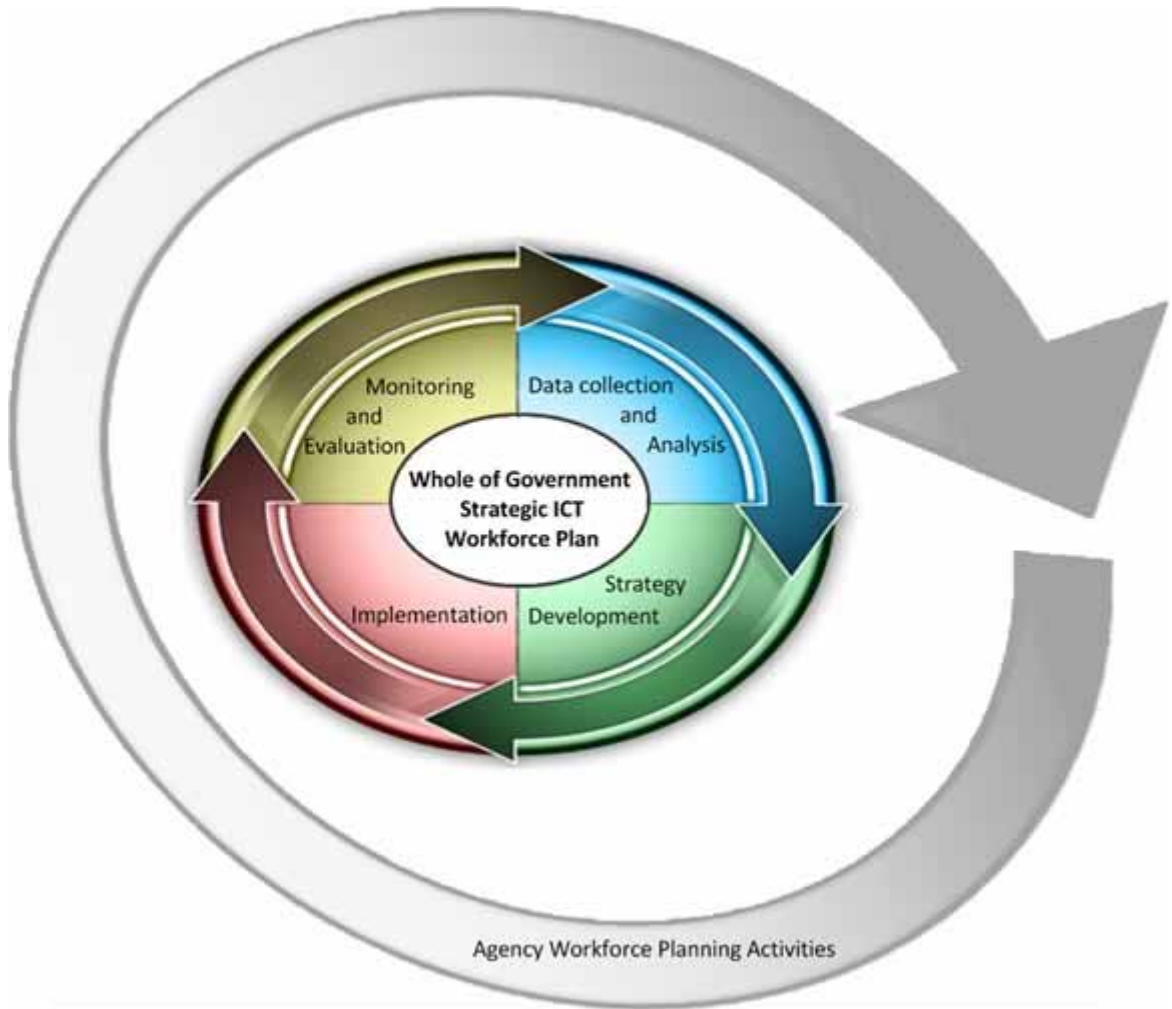 Monitoring
and
Evaluation
Data collection
and
Analysis
Whole of Government
Strategic ICT
Workforce Plan
Implementation
Strategy
Development
Agency Workforce Planning Activities